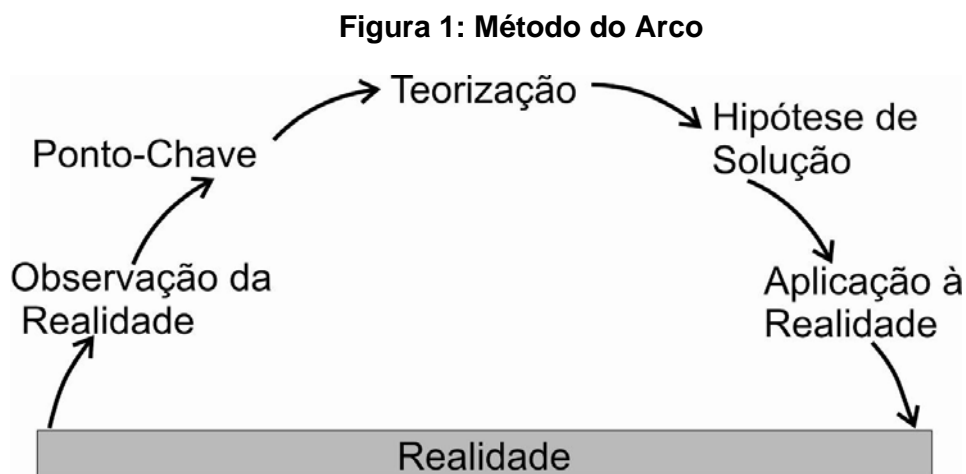 Figura 1: Método do Arco
Teorização
Hipótese de
Solução
Ponto-Chave
Observação da
Realidade
Aplicação à
Realidade
Realidade